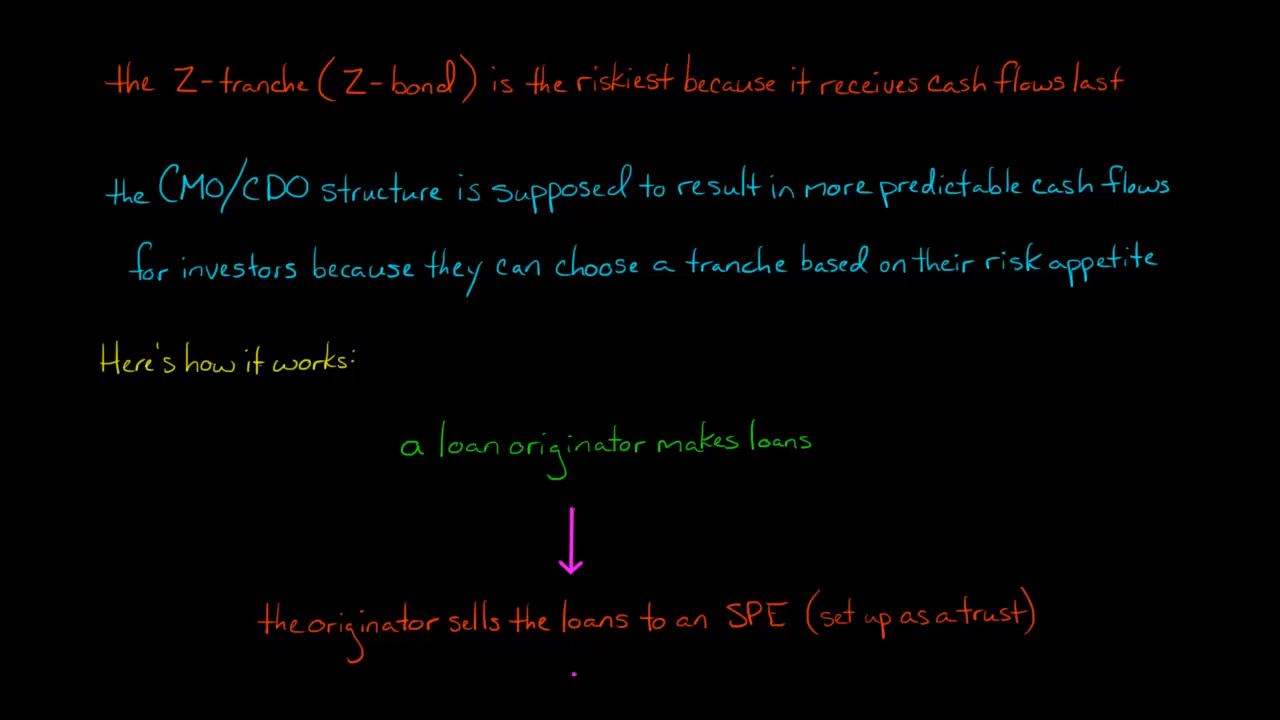 the Z-tranche (Z-bond) is the riskiest because it receives cash flows last
the CMO/CDO structure is supposed to result in more predictable cash flows
for investors because they can choose a tranche based on their risk appetite
Here's how it works:
a loan originator makes loans
the originator sells the loans to an SPE (set up as a trust)